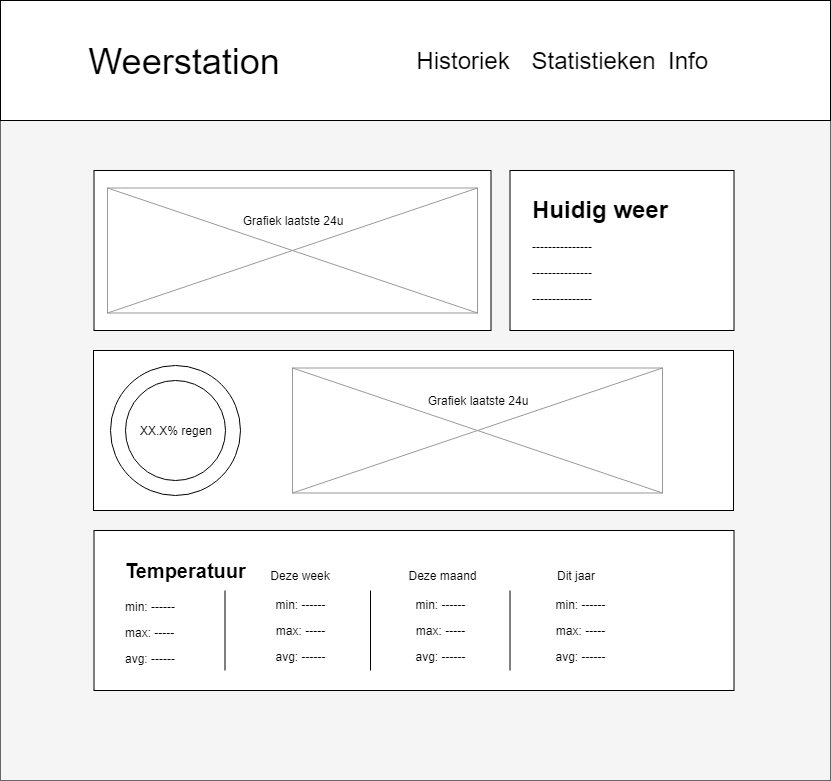 Weerstation
Historiek Statistieken Info
Grafiek laatste 24u
Huidig weer
---------------
---------------
---------------
XX.X% regen
Grafiek laatste 24u
Temperatuur
min: ------
max: -----
avg: ------
Deze week
min: ------
max: -----
avg: ------
Deze maand
min: ------
max: -----
avg: ------
Dit jaar
min: ------
max: -----
avg: ------